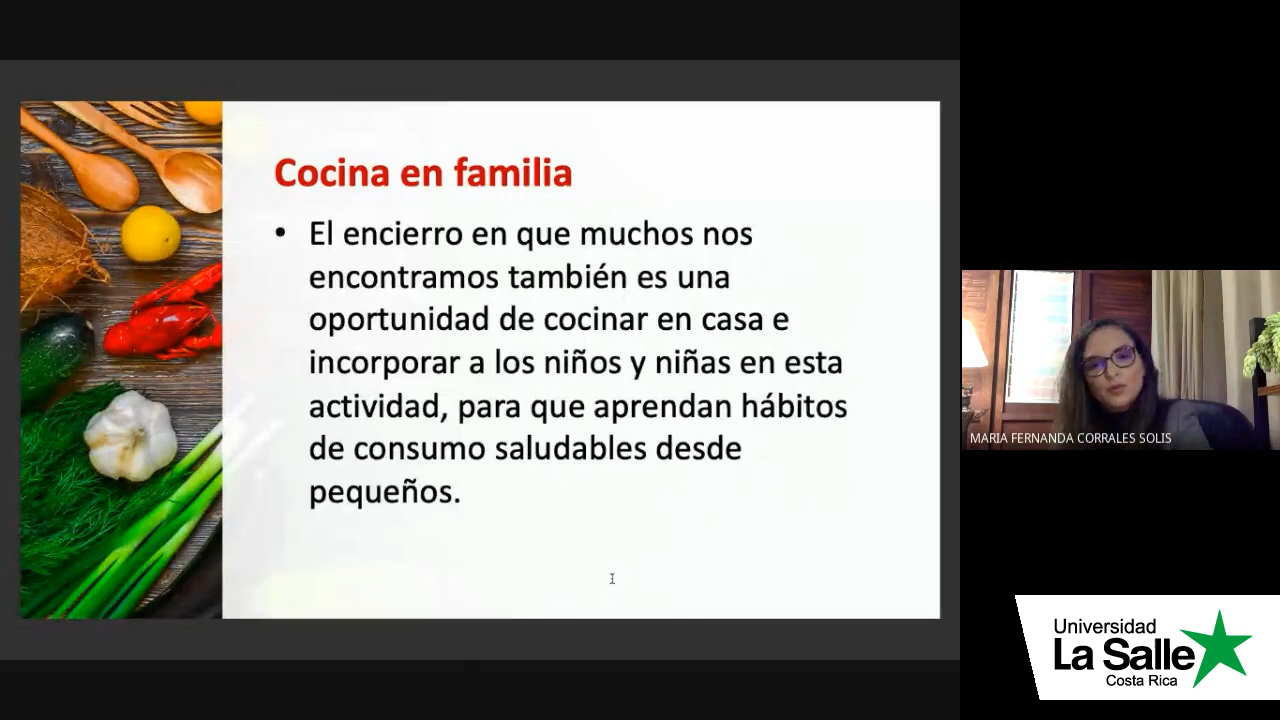 Cocina en familia
• El encierro en que muchos nos
encontramos también es una
oportunidad de cocinar en casa e
incorporar a los niños y niñas en esta
actividad, para que aprendan hábitos
de consumo saludables desde
pequeños.
MARIA FERNANDA CORRALES SOLIS
Universidad
La Salle
Costa Rica